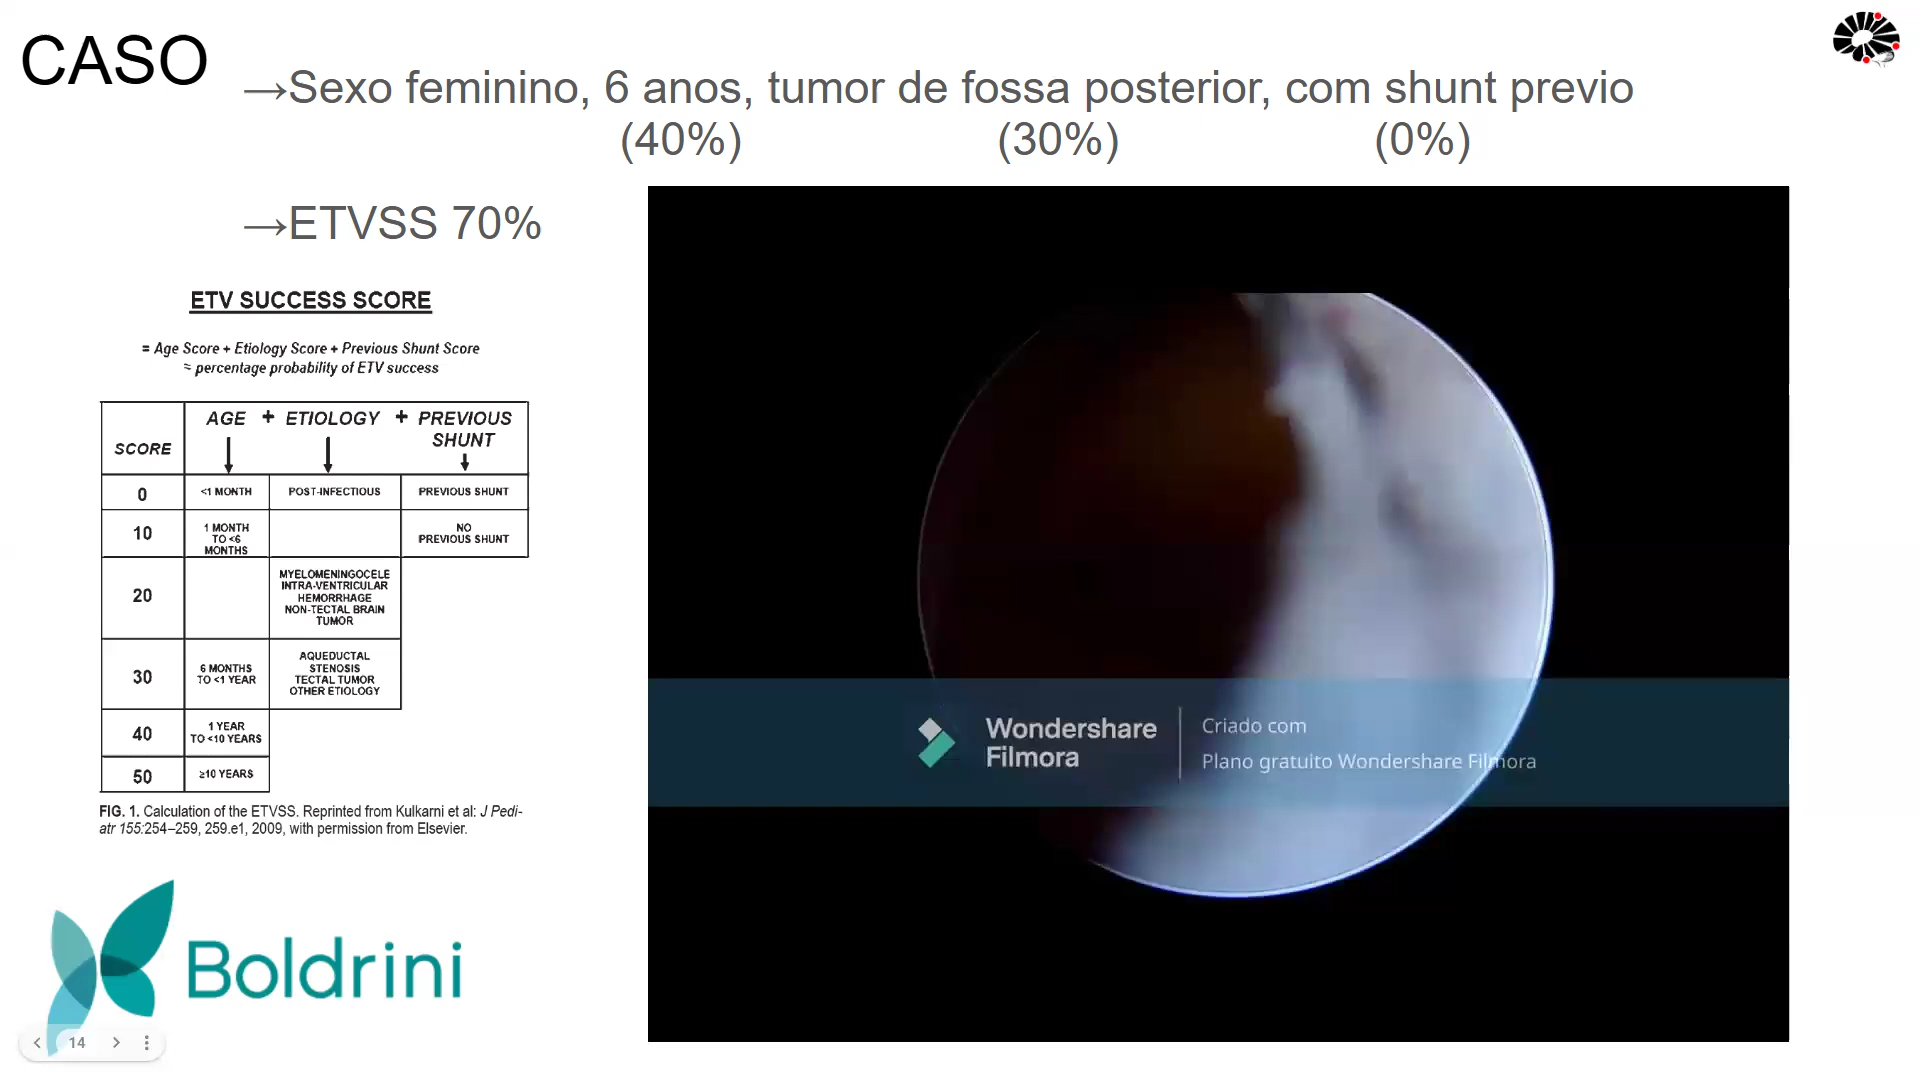 CASO
→Sexo feminino, 6 anos, tumor de fossa posterior, com shunt previo
(40%) (30%) (0%)
→ETVSS 70%
ETV SUCCESS SCORE
= Age Score + Etiology Score + Previous Shunt Score
≈ percentage probability of ETV success
SCORE
AGE + ETIOLOGY + PREVIOUS
SHUNT
0
<1 MONTH
POST-INFECTIOUS
PREVIOUS SHUNT
10
1 MONTH
TO <6
MONTHS
NO
PREVIOUS SHUNT
20
MYELOMENINGOCELE
INTRA-VENTRICULAR
HEMORRHAGE
NON-TECTAL BRAIN
TUMOR
30
6 MONTHS
TO <1 YEAR
AQUEDUCTAL
STENOSIS
TECTAL TUMOR
OTHER ETIOLOGY
40
1 YEAR
TO <10 YEARS
50
≥10 YEARS
FIG. 1. Calculation of the ETVSS. Reprinted from Kulkarni et al: J Pedi-
atr 155:254–259, 259.e1, 2009, with permission from Elsevier.
Wondershare
Filmora
Criado com
Plano gratuito Wondershare Filmora
Boldrini
14